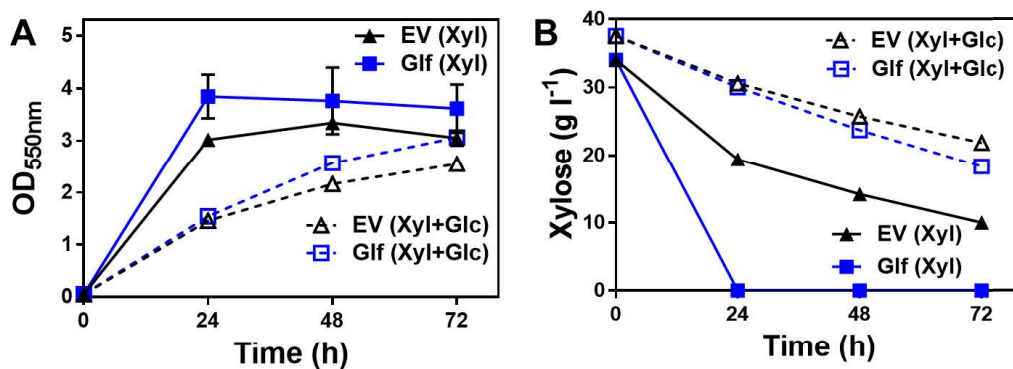 A
5
4
3
2
1
0
OD550nm
EV (Xyl)
Glf (Xyl)
EV (Xyl+Glc)
Glf (Xyl+Glc)
0 24 48 72
Time (h)
B
40
30
20
10
0
Xylose (g l⁻¹)
EV (Xyl+Glc)
Glf (Xyl+Glc)
EV (Xyl)
Glf (Xyl)
0 24 48 72
Time (h)